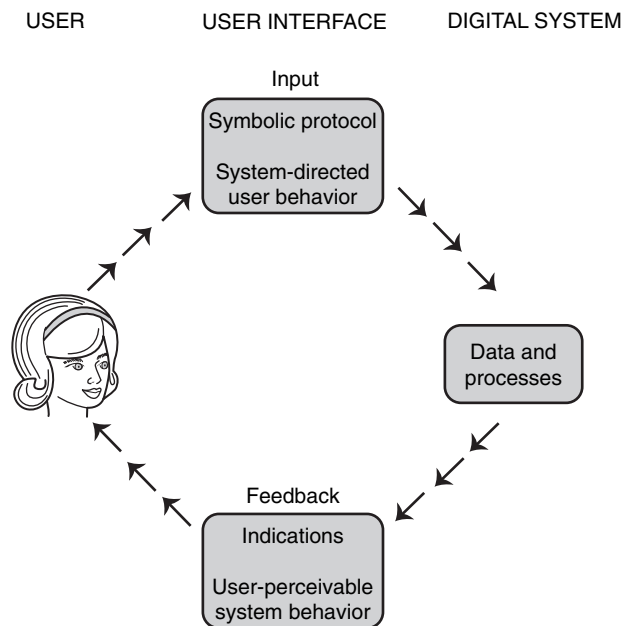 USER
USER INTERFACE
DIGITAL SYSTEM
Input
Symbolic protocol
System-directed
user behavior
Data and
processes
Feedback
Indications
User-perceivable
system behavior